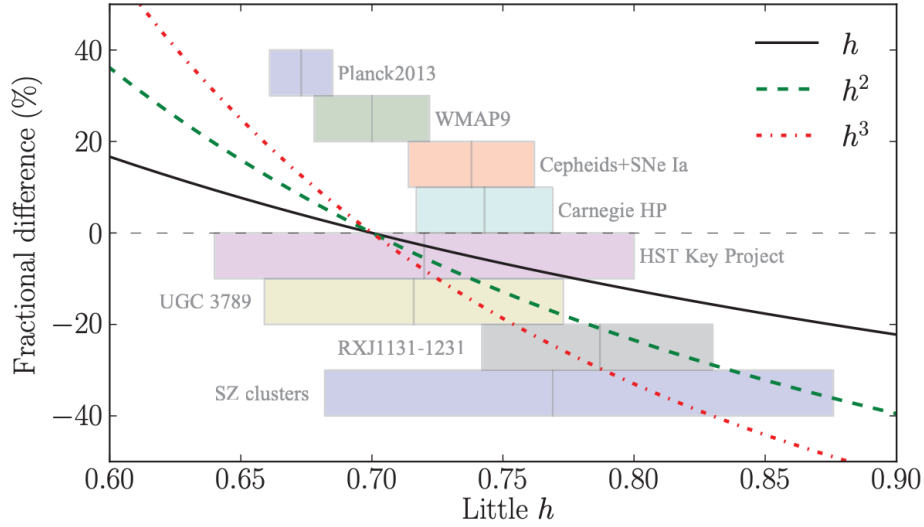 40
20
0
−20
−40
Fractional difference (%)
Planck2013
WMAP9
Cepheids+SNe Ia
Carnegie HP
HST Key Project
UGC 3789
RXJ1131-1231
SZ clusters
h
h²
h³
0.60 0.65 0.70 0.75 0.80 0.85 0.90
Little h